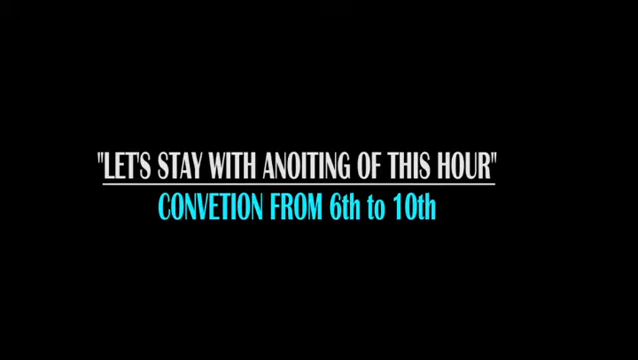 "LET'S STAY WITH ANOITING OF THIS HOUR"
CONVETION FROM 6th to 10th